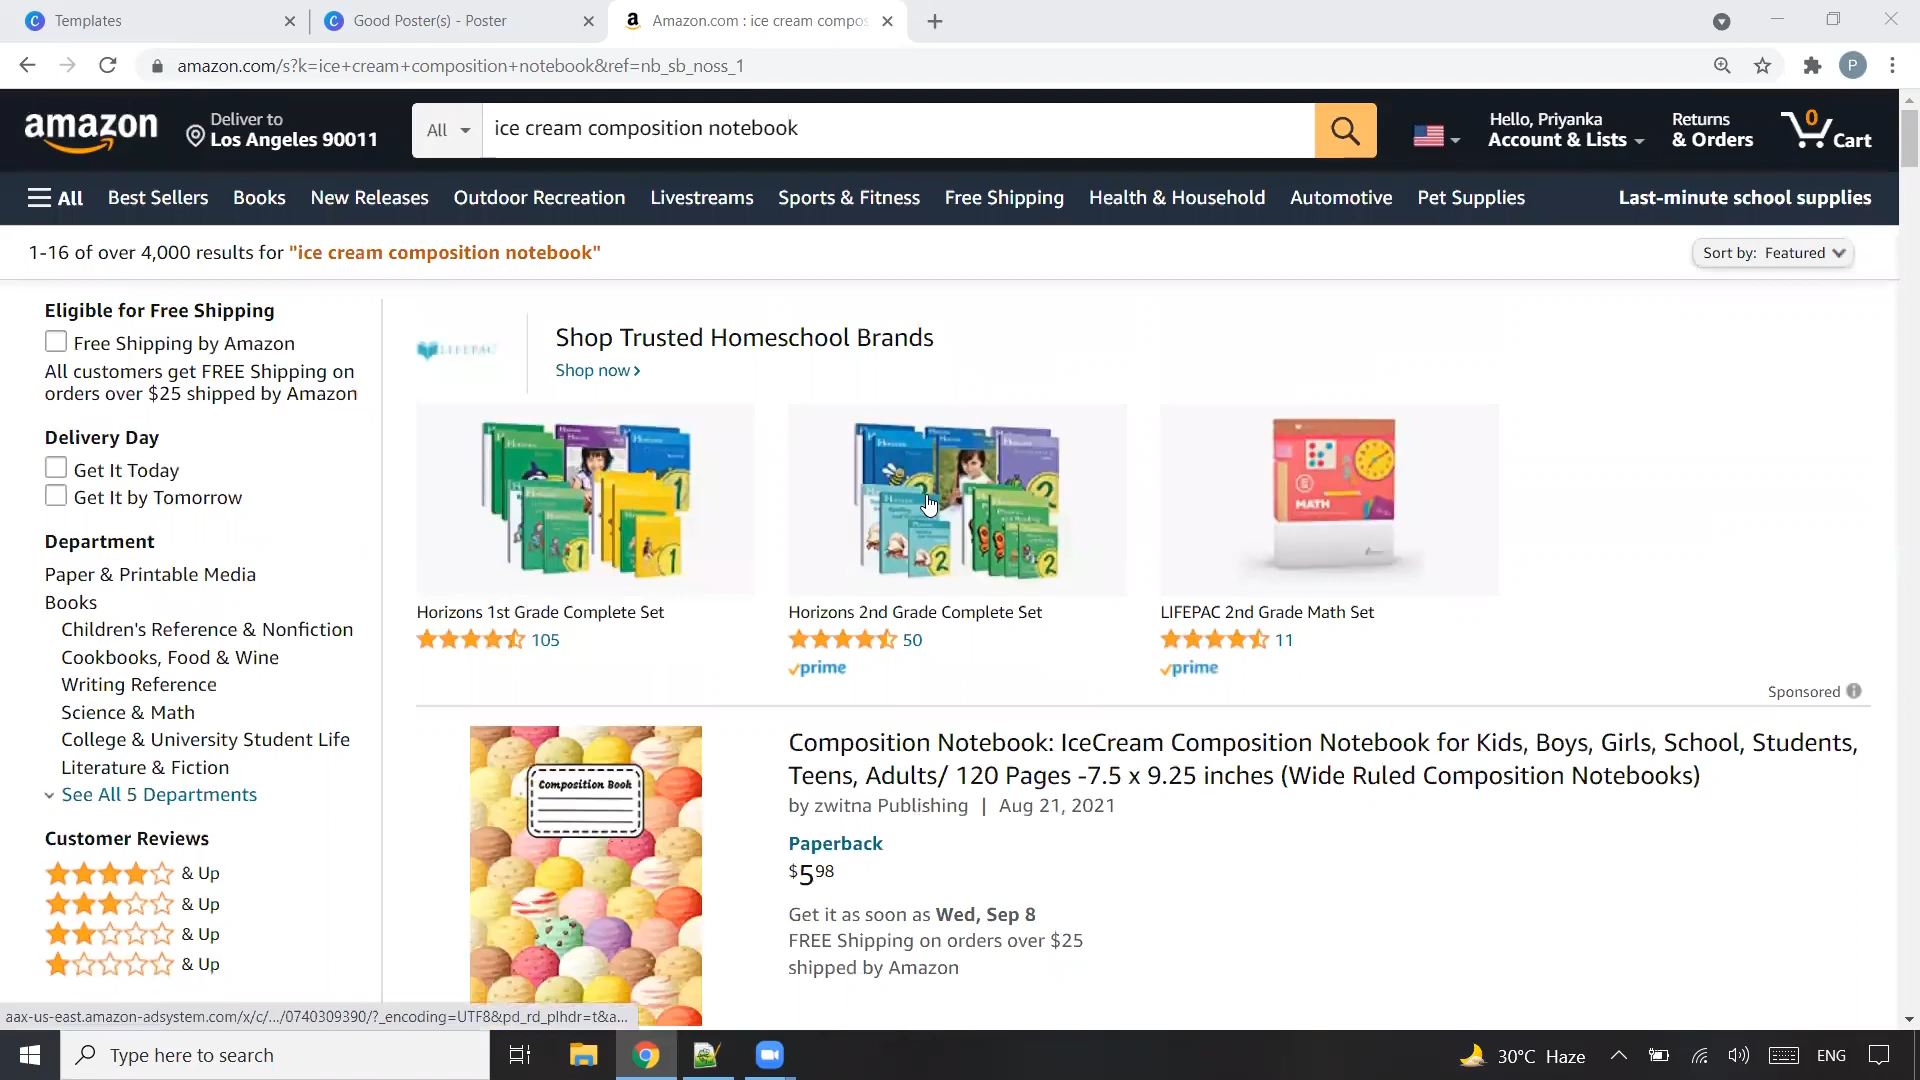 Templates
Good Poster(s) - Poster
Amazon.com : ice cream compos
amazon.com/s?k=ice+cream+composition+notebook&ref=nb_sb_noss_1
amazon
Deliver to
Los Angeles 90011
All
ice cream composition notebook
Hello, Priyanka
Account & Lists
Returns
& Orders
0
Cart
All
Best Sellers
Books
New Releases
Outdoor Recreation
Livestreams
Sports & Fitness
Free Shipping
Health & Household
Automotive
Pet Supplies
Last-minute school supplies
1-16 of over 4,000 results for "ice cream composition notebook"
Sort by: Featured
Eligible for Free Shipping
Free Shipping by Amazon
All customers get FREE Shipping on
orders over $25 shipped by Amazon
Delivery Day
Get It Today
Get It by Tomorrow
Department
Paper & Printable Media
Books
Children's Reference & Nonfiction
Cookbooks, Food & Wine
Writing Reference
Science & Math
College & University Student Life
Literature & Fiction
See All 5 Departments
Customer Reviews
& Up
& Up
& Up
& Up
LIFEPAC
Shop Trusted Homeschool Brands
Shop now ›
MATH
Horizons 1st Grade Complete Set
105
Horizons 2nd Grade Complete Set
50
prime
LIFEPAC 2nd Grade Math Set
11
prime
Sponsored
Composition Book
Composition Notebook: IceCream Composition Notebook for Kids, Boys, Girls, School, Students,
Teens, Adults/ 120 Pages -7.5 x 9.25 inches (Wide Ruled Composition Notebooks)
by zwitna Publishing | Aug 21, 2021
Paperback
$5 98
Get it as soon as Wed, Sep 8
FREE Shipping on orders over $25
shipped by Amazon
aax-us-east.amazon-adsystem.com/x/c/.../0740309390/?_encoding=UTF8&pd_rd_plhdr=t&a...
Type here to search
30°C Haze
ENG